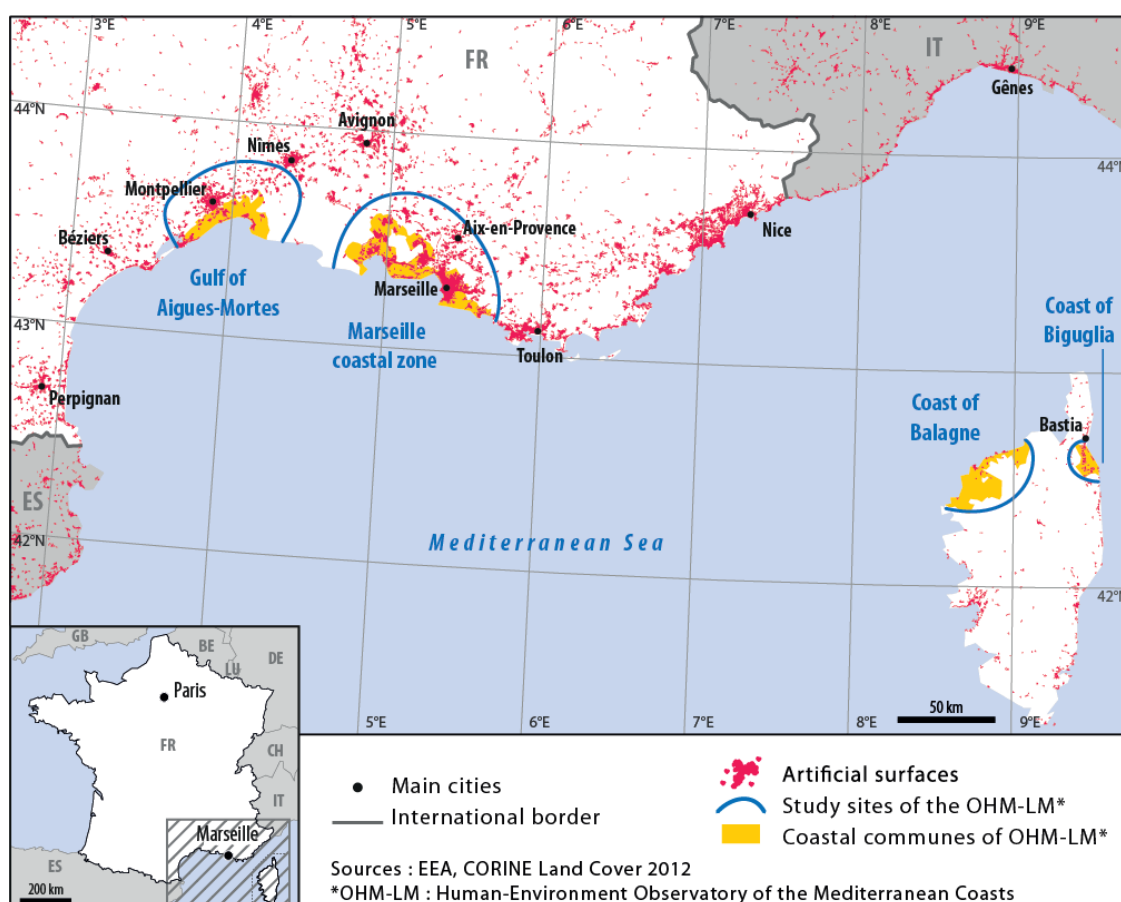 3°E
4°E
5°E
6°E
7°E
8°E
9°E
FR
IT
Gênes
44°N
44°N
Avignon
Nîmes
Montpellier
Béziers
Aix-en-Provence
Nice
Gulf of
Aigues-Mortes
Marseille
Marseille
coastal zone
Toulon
43°N
Coast of
Biguglia
Perpignan
Coast of
Balagne
Bastia
ES
42°N
Mediterranean Sea
42°N
50 km
5°E
6°E
7°E
8°E
9°E
GB
BE
LU
DE
Paris
FR
CH
IT
Marseille
ES
200 km
Main cities
International border
Artificial surfaces
Study sites of the OHM-LM*
Coastal communes of OHM-LM*
Sources : EEA, CORINE Land Cover 2012
*OHM-LM : Human-Environment Observatory of the Mediterranean Coasts